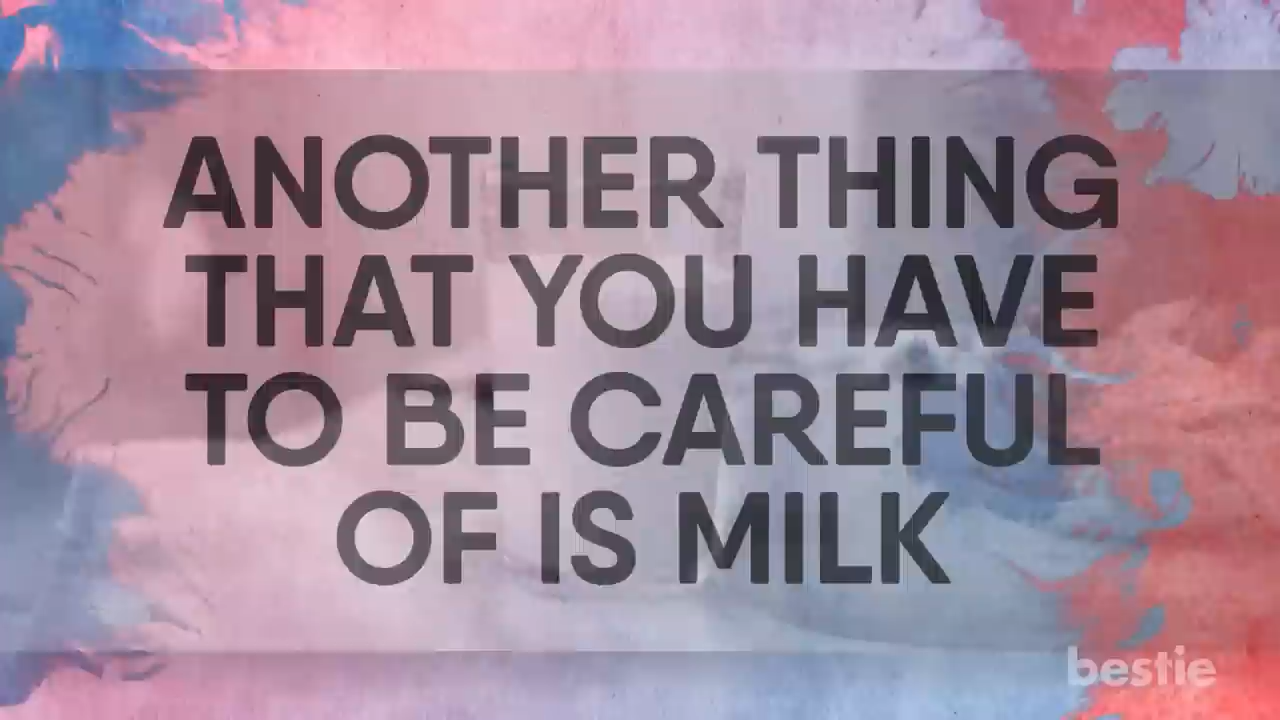 ANOTHER THING
THAT YOU HAVE
TO BE CAREFUL
OF IS MILK
bestie